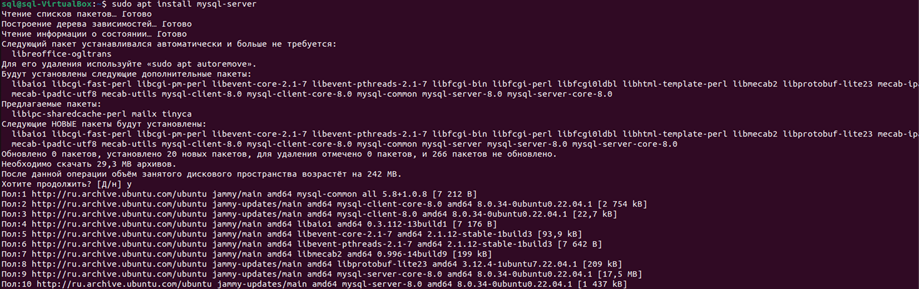 sql@sql-VirtualBox:~$ sudo apt install mysql-server
Чтение списков пакетов… Готово
Построение дерева зависимостей… Готово
Чтение информации о состоянии… Готово
Следующий пакет устанавливался автоматически и больше не требуется:
libreoffice-ogltrans
Для его удаления используйте «sudo apt autoremove».
Будут установлены следующие дополнительные пакеты:
libaio1 libcgi-fast-perl libcgi-pm-perl libevent-core-2.1-7 libevent-pthreads-2.1-7 libfcgi-bin libfcgi-perl libfcgi0ldbl libhtml-template-perl libmecab2 libprotobuf-lite23 mecab-ipa
mecab-ipadic-utf8 mecab-utils mysql-client-8.0 mysql-client-core-8.0 mysql-common mysql-server-8.0 mysql-server-core-8.0
Предлагаемые пакеты:
libipc-sharedcache-perl mailx tinyca
Следующие НОВЫЕ пакеты будут установлены:
libaio1 libcgi-fast-perl libcgi-pm-perl libevent-core-2.1-7 libevent-pthreads-2.1-7 libfcgi-bin libfcgi-perl libfcgi0ldbl libhtml-template-perl libmecab2 libprotobuf-lite23 mecab-ipa
mecab-ipadic-utf8 mecab-utils mysql-client-8.0 mysql-client-core-8.0 mysql-common mysql-server mysql-server-8.0 mysql-server-core-8.0
Обновлено 0 пакетов, установлено 20 новых пакетов, для удаления отмечено 0 пакетов, и 266 пакетов не обновлено.
Необходимо скачать 29,3 MB архивов.
После данной операции объём занятого дискового пространства возрастёт на 242 MB.
Хотите продолжить? [Д/н] y
Пол:1 http://ru.archive.ubuntu.com/ubuntu jammy/main amd64 mysql-common all 5.8+1.0.8 [7 212 B]
Пол:2 http://ru.archive.ubuntu.com/ubuntu jammy-updates/main amd64 mysql-client-core-8.0 amd64 8.0.34-0ubuntu0.22.04.1 [2 754 kB]
Пол:3 http://ru.archive.ubuntu.com/ubuntu jammy-updates/main amd64 mysql-client-8.0 amd64 8.0.34-0ubuntu0.22.04.1 [22,7 kB]
Пол:4 http://ru.archive.ubuntu.com/ubuntu jammy/main amd64 libaio1 amd64 0.3.112-13build1 [7 176 B]
Пол:5 http://ru.archive.ubuntu.com/ubuntu jammy/main amd64 libevent-core-2.1-7 amd64 2.1.12-stable-1build3 [93,9 kB]
Пол:6 http://ru.archive.ubuntu.com/ubuntu jammy/main amd64 libevent-pthreads-2.1-7 amd64 2.1.12-stable-1build3 [7 642 B]
Пол:7 http://ru.archive.ubuntu.com/ubuntu jammy/main amd64 libmecab2 amd64 0.996-14build9 [199 kB]
Пол:8 http://ru.archive.ubuntu.com/ubuntu jammy-updates/main amd64 libprotobuf-lite23 amd64 3.12.4-1ubuntu7.22.04.1 [209 kB]
Пол:9 http://ru.archive.ubuntu.com/ubuntu jammy-updates/main amd64 mysql-server-core-8.0 amd64 8.0.34-0ubuntu0.22.04.1 [17,5 MB]
Пол:10 http://ru.archive.ubuntu.com/ubuntu jammy-updates/main amd64 mysql-server-8.0 amd64 8.0.34-0ubuntu0.22.04.1 [1 437 kB]